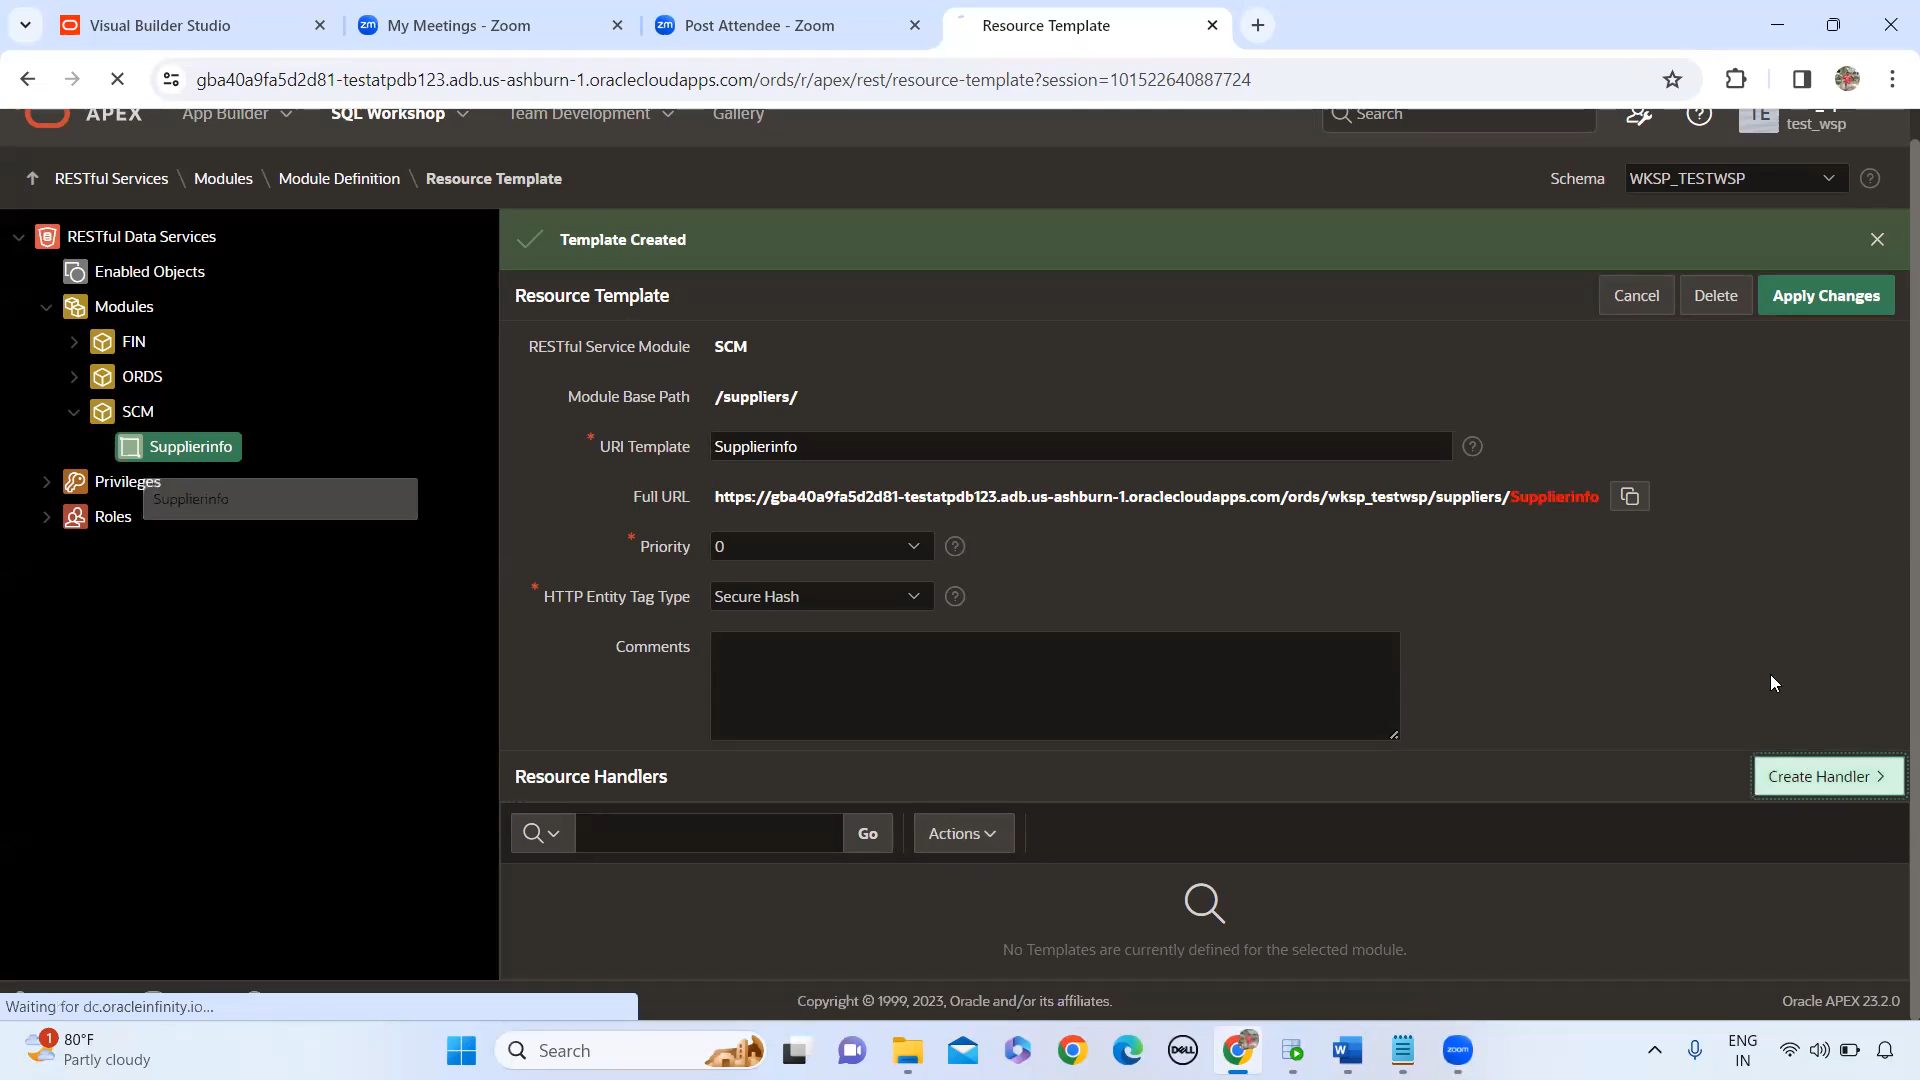 Visual Builder Studio
My Meetings - Zoom
Post Attendee - Zoom
Resource Template
gba40a9fa5d2d81-testatpdb123.adb.us-ashburn-1.oraclecloudapps.com/ords/r/apex/rest/resource-template?session=101522640887724
APEX
App Builder
SQL Workshop
Team Development
Gallery
Search
TE
test_wsp
RESTful Services \ Modules \ Module Definition \ Resource Template
Schema
WKSP_TESTWSP
RESTful Data Services
Enabled Objects
Modules
FIN
ORDS
SCM
Supplierinfo
Privileges
Supplierinfo
Roles
Template Created
Resource Template
Cancel
Delete
Apply Changes
RESTful Service Module SCM
Module Base Path /suppliers/
* URI Template Supplierinfo
Full URL https://gba40a9fa5d2d81-testatpdb123.adb.us-ashburn-1.oraclecloudapps.com/ords/wksp_testwsp/suppliers/Supplierinfo
* Priority 0
* HTTP Entity Tag Type Secure Hash
Comments
Resource Handlers
Create Handler >
Go
Actions
No Templates are currently defined for the selected module.
Waiting for dc.oracleinfinity.io...
Copyright © 1999, 2023, Oracle and/or its affiliates.
Oracle APEX 23.2.0
1
80°F
Partly cloudy
Search
DELL
W
zoom
ENG
IN